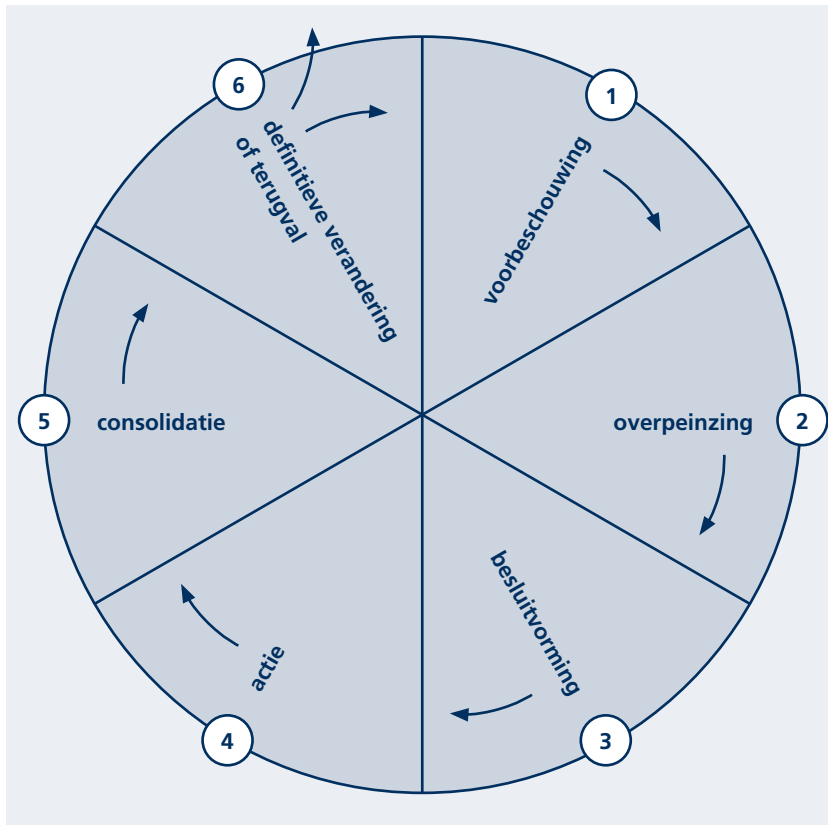 1
voorbeschouwing
2
overpeinzing
3
besluitvorming
4
actie
5
consolidatie
6
definitieve verandering
of terugval